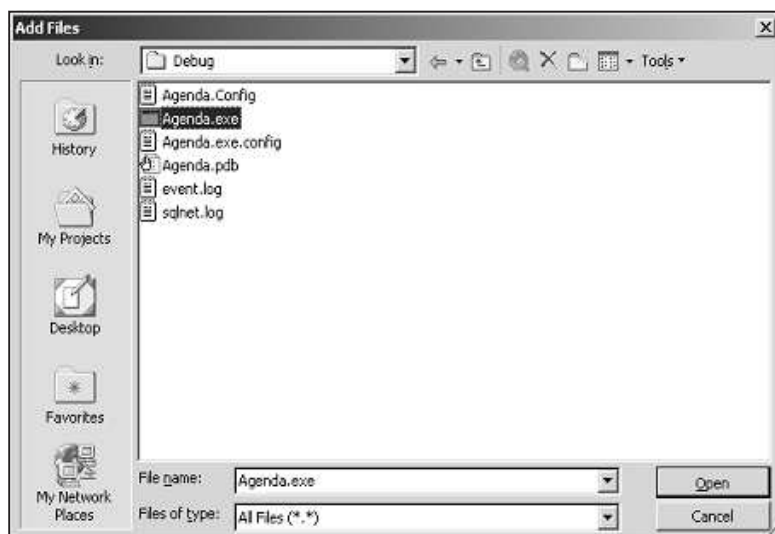 Add Files
Look in:
Debug
Tools
Agenda.Config
Agenda.exe
Agenda.exe.config
Agenda.pdb
event.log
sqlnet.log
History
My Projects
Desktop
Favorites
My Network
Places
File name:
Agenda.exe
Open
Files of type:
All Files (*.*)
Cancel